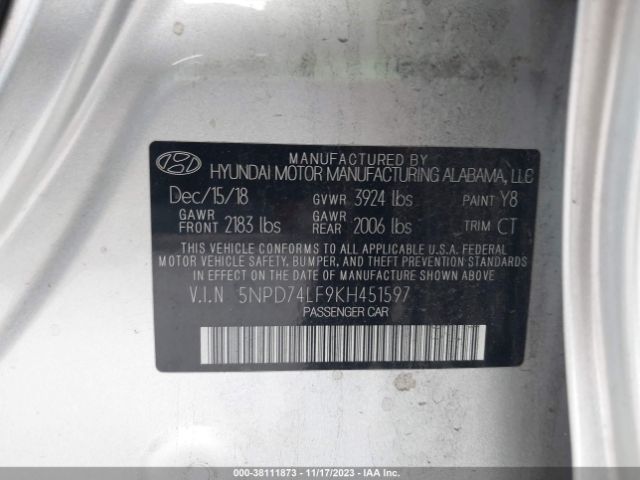 MANUFACTURED BY
HYUNDAI MOTOR MANUFACTURING ALABAMA, LLC
Dec/15/18 GVWR 3924 lbs PAINT Y8
GAWR FRONT 2183 lbs GAWR REAR 2006 lbs TRIM CT
THIS VEHICLE CONFORMS TO ALL APPLICABLE U.S.A. FEDERAL
MOTOR VEHICLE SAFETY, BUMPER, AND THEFT PREVENTION STANDARDS
IN EFFECT ON THE DATE OF MANUFACTURE SHOWN ABOVE.
V.I.N 5NPD74LF9KH451597
PASSENGER CAR
© 38-38111873 - 11/17/2023 - IAA Inc.